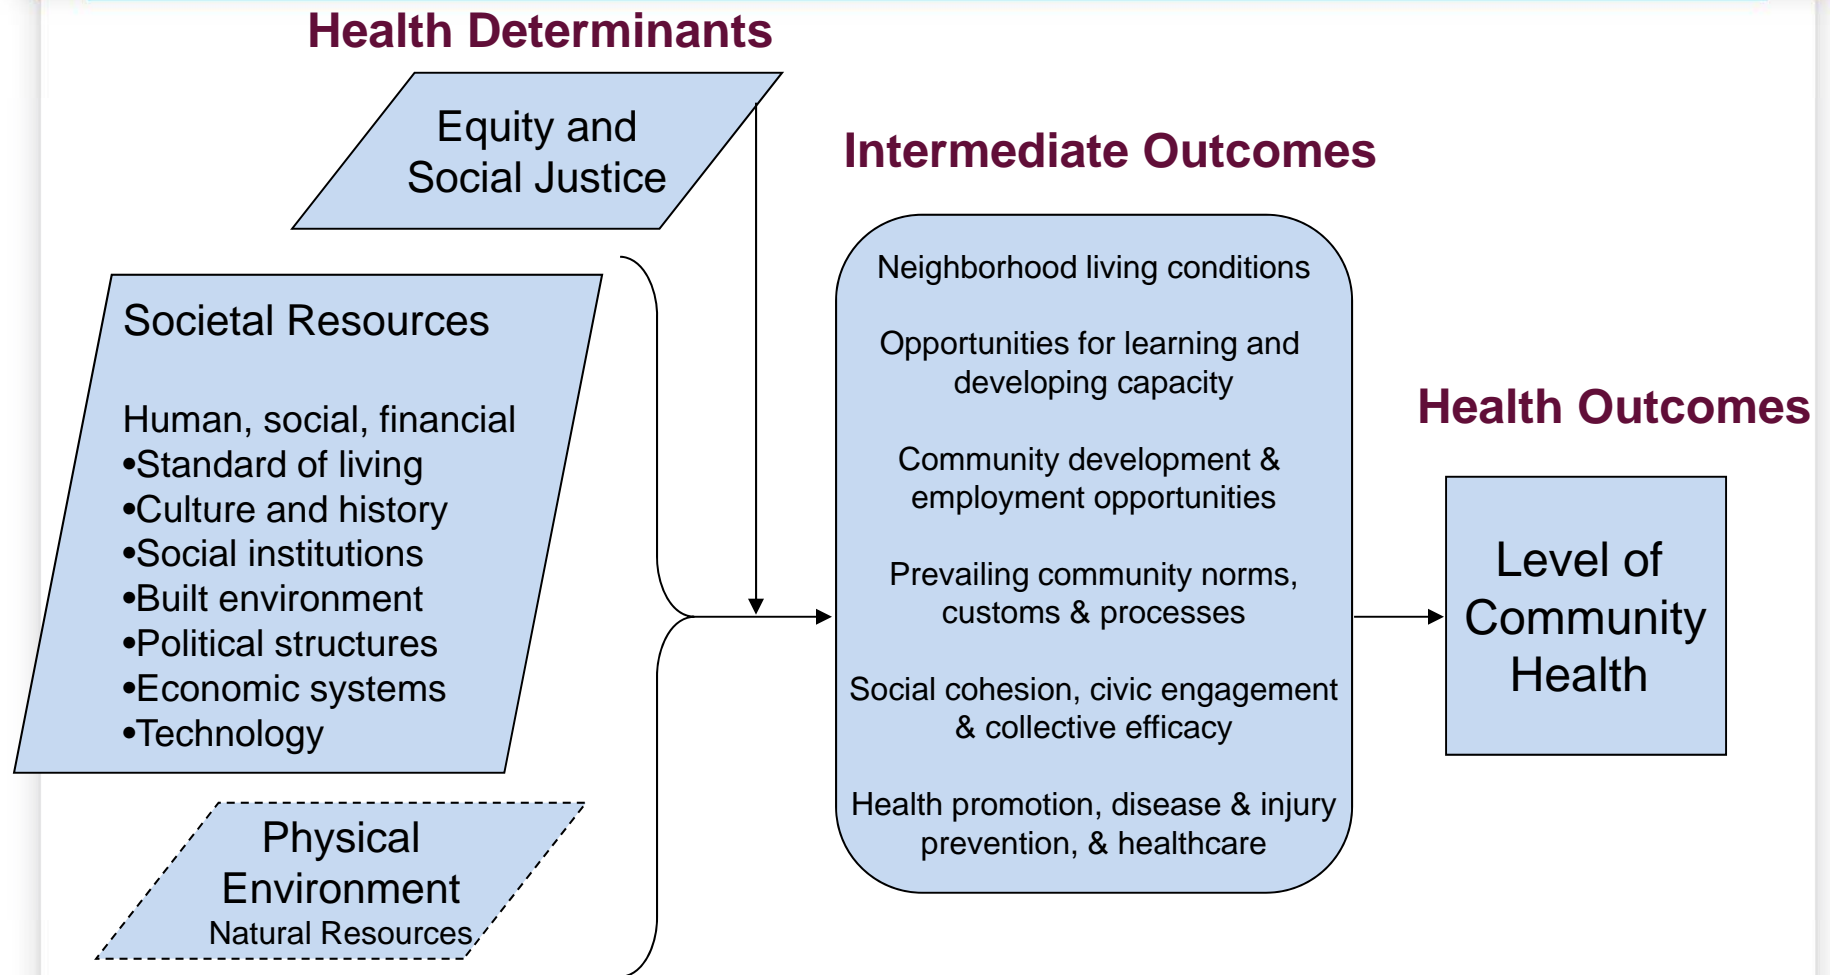 Health Determinants
Equity and
Social Justice
Societal Resources
Human, social, financial
•Standard of living
•Culture and history
•Social institutions
•Built environment
•Political structures
•Economic systems
•Technology
Physical
Environment
Natural Resources
Intermediate Outcomes
Neighborhood living conditions
Opportunities for learning and
developing capacity
Community development &
employment opportunities
Prevailing community norms,
customs & processes
Social cohesion, civic engagement
& collective efficacy
Health promotion, disease & injury
prevention, & healthcare
Health Outcomes
Level of
Community
Health